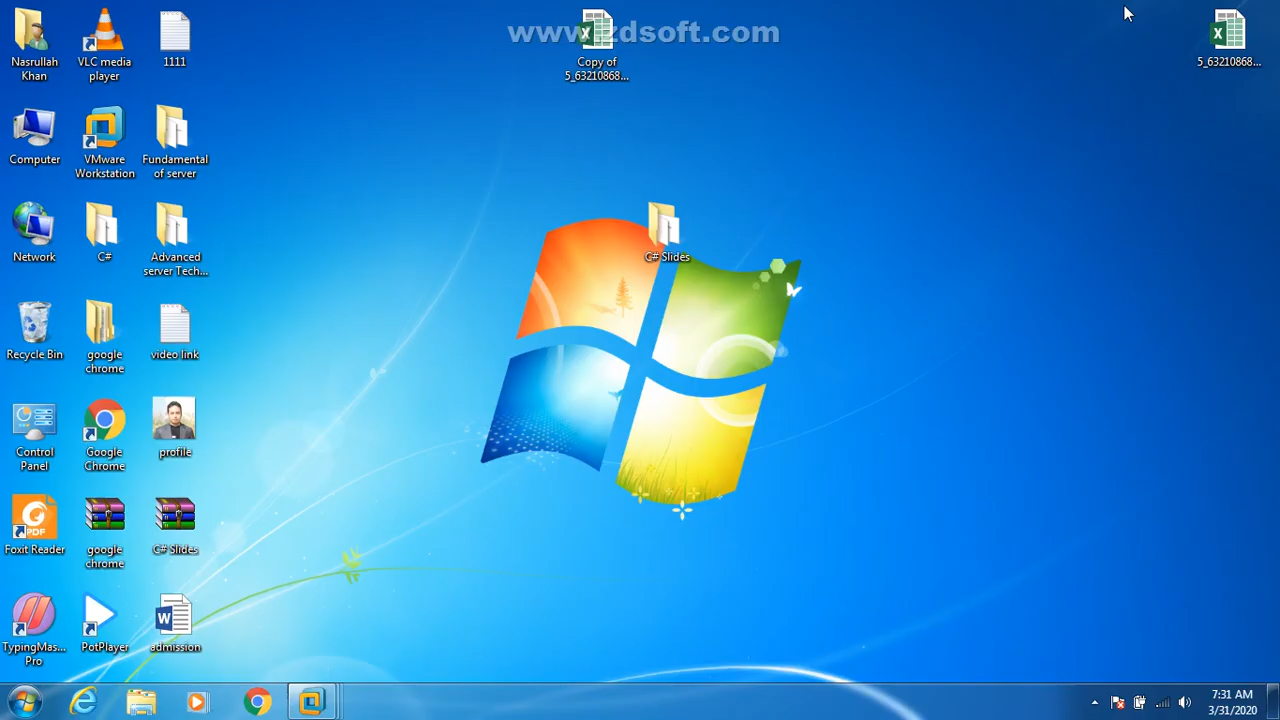 www.zdsoft.com
Nasrullah
Khan
VLC media
player
1111
Copy of
5_63210868...
5_63210868...
Computer
VMware
Workstation
Fundamental
of server
Network
C#
Advanced
server Tech...
C# Slides
Recycle Bin
google
chrome
video link
Control
Panel
Google
Chrome
profile
PDF
Foxit Reader
google
chrome
C# Slides
TypingMas...
Pro
PotPlayer
admission
7:31 AM
3/31/2020